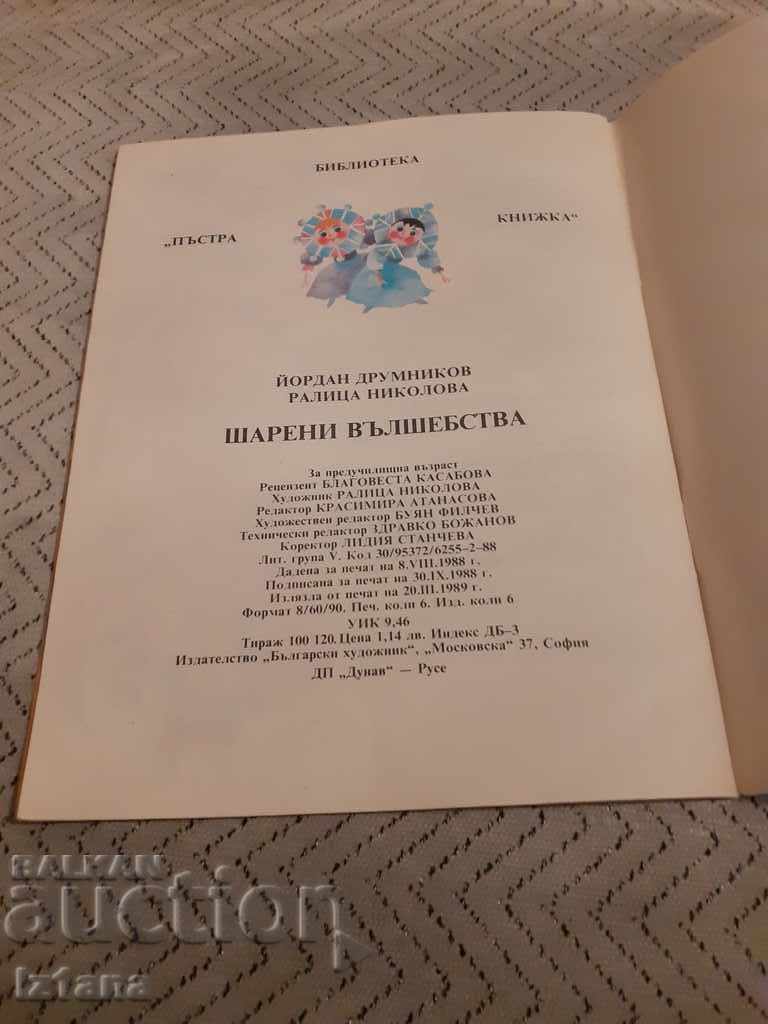 БИБЛИОТЕКА
„ПЪСТРА КНИЖКА“
ЙОРДАН ДРУМНИКОВ
РАЛИЦА НИКОЛОВА
ШАРЕНИ ВЪЛШЕБСТВА
За предучилищна възраст
Рецензент БЛАГОВЕСТА КАСАБОВА
Художник РАЛИЦА НИКОЛОВА
Редактор КРАСИМИРА АТАНАСОВА
Художествен редактор БУЯН ФИЛЧЕВ
Технически редактор ЗДРАВКО БОЖАНОВ
Коректор ЛИДИЯ СТАНЧЕВА
Лит. група V. Код 30/95372/6255–2–88
Дадена за печат на 8.VIII.1988 г.
Подписана за печат на 30.IX.1988 г.
Излязла от печат на 20.III.1989 г.
Формат 8/60/90. Печ. коли 6. Изд. коли 6
УИК 9,46
Тираж 100 120. Цена 1,14 лв. Индекс ДБ–3
Издателство „Български художник“, „Московска“ 37, София
ДП „Дунав“ — Русе
BALKAN
auction
Iz1ana